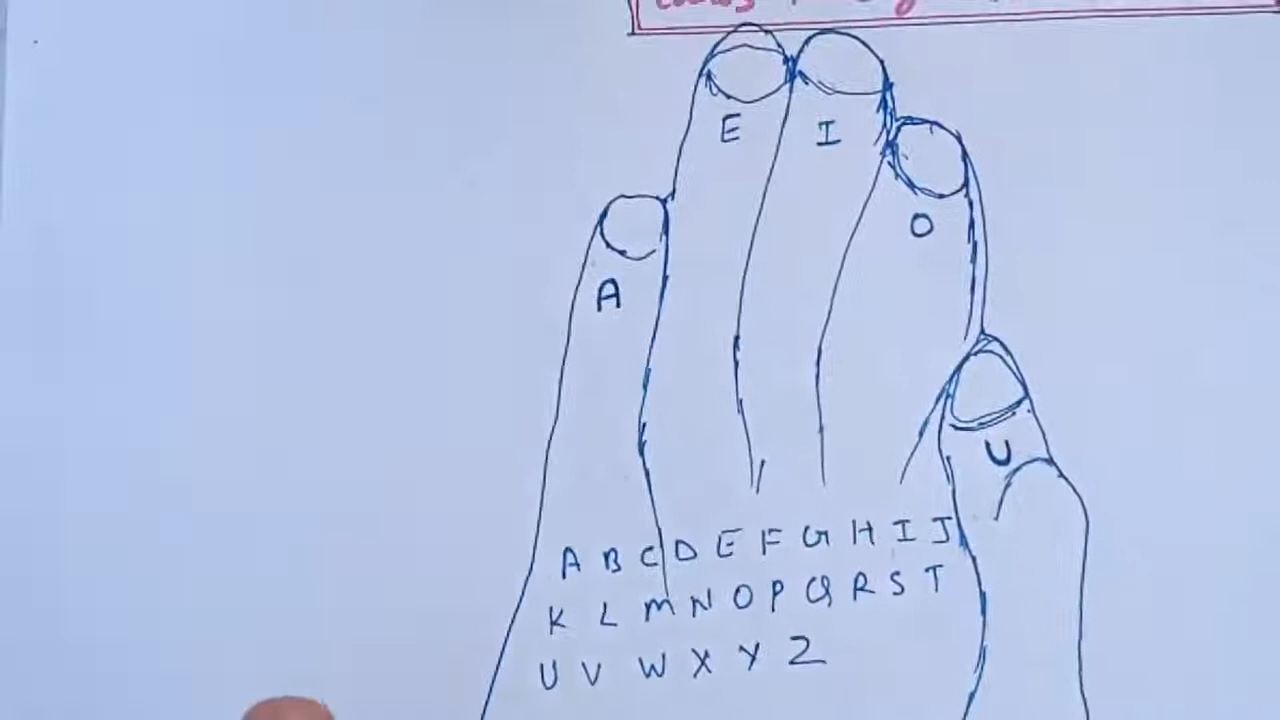 E I
O
A
U
A B C D E F G H I J
K L M N O P Q R S T
U V W X Y Z